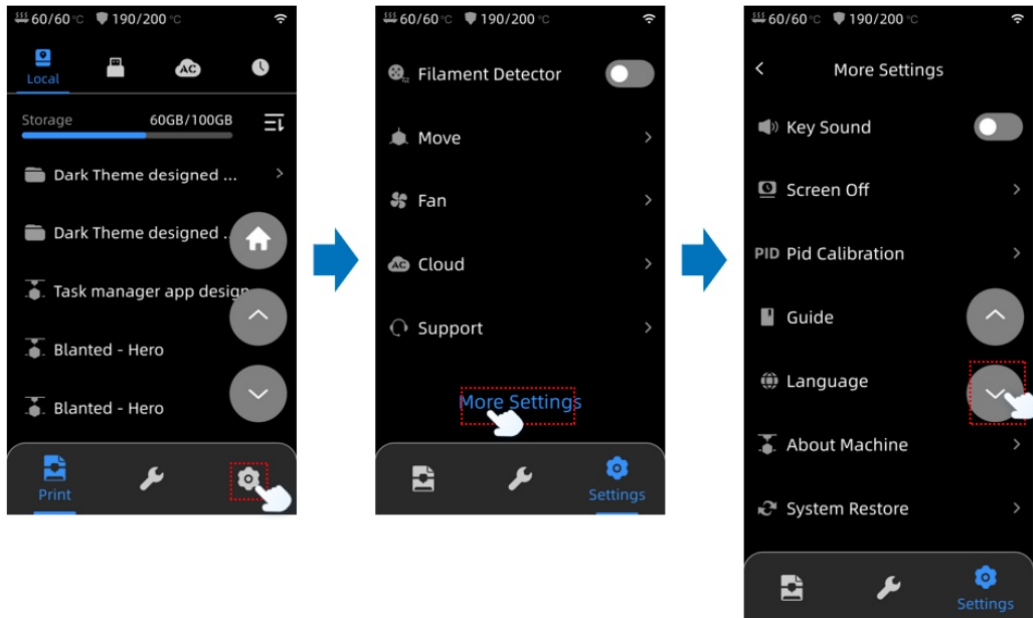 60/60 °C 190/200 °C
Local
AC
Storage 60GB/100GB
Dark Theme designed ...
Dark Theme designed .
Task manager app design
Blanted - Hero
Blanted - Hero
Print
60/60 °C 190/200 °C
Filament Detector
Move
Fan
AC Cloud
Support
More Settings
Settings
60/60 °C 190/200 °C
More Settings
Key Sound
Screen Off
PID Pid Calibration
Guide
Language
About Machine
System Restore
Settings